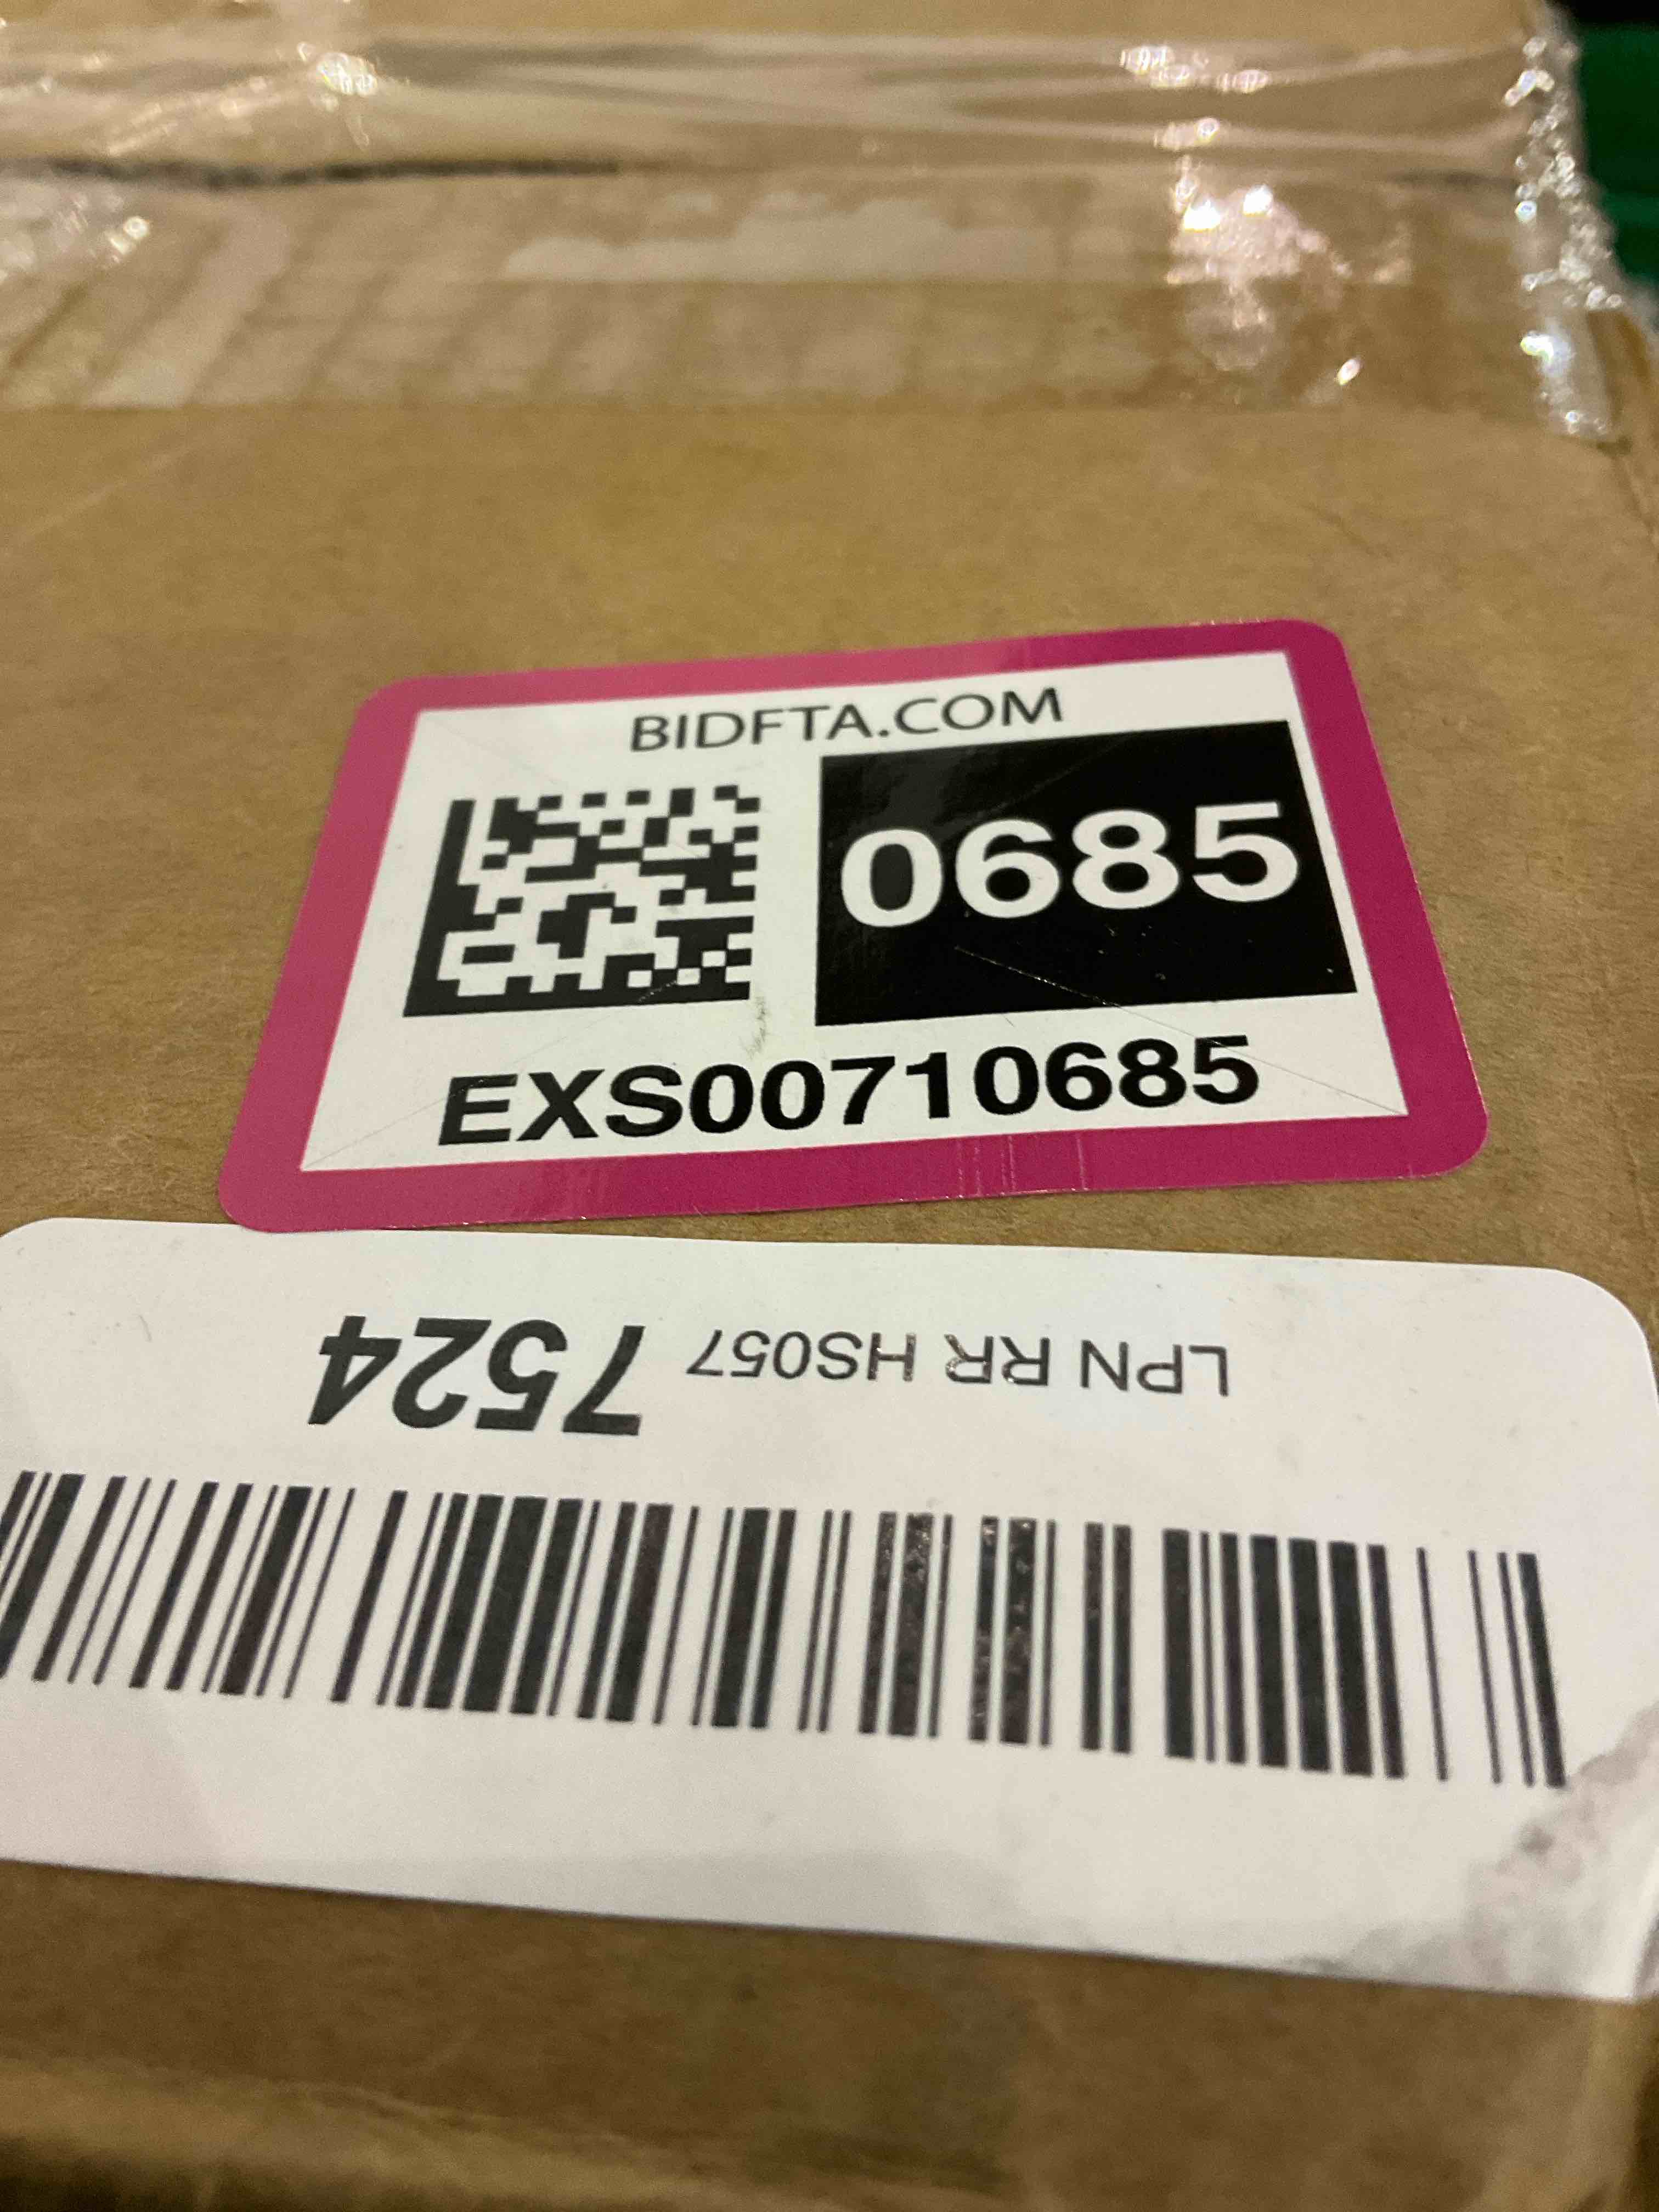 BIDFTA.COM
0685
EXS00710685
LPN RR HS057 7524